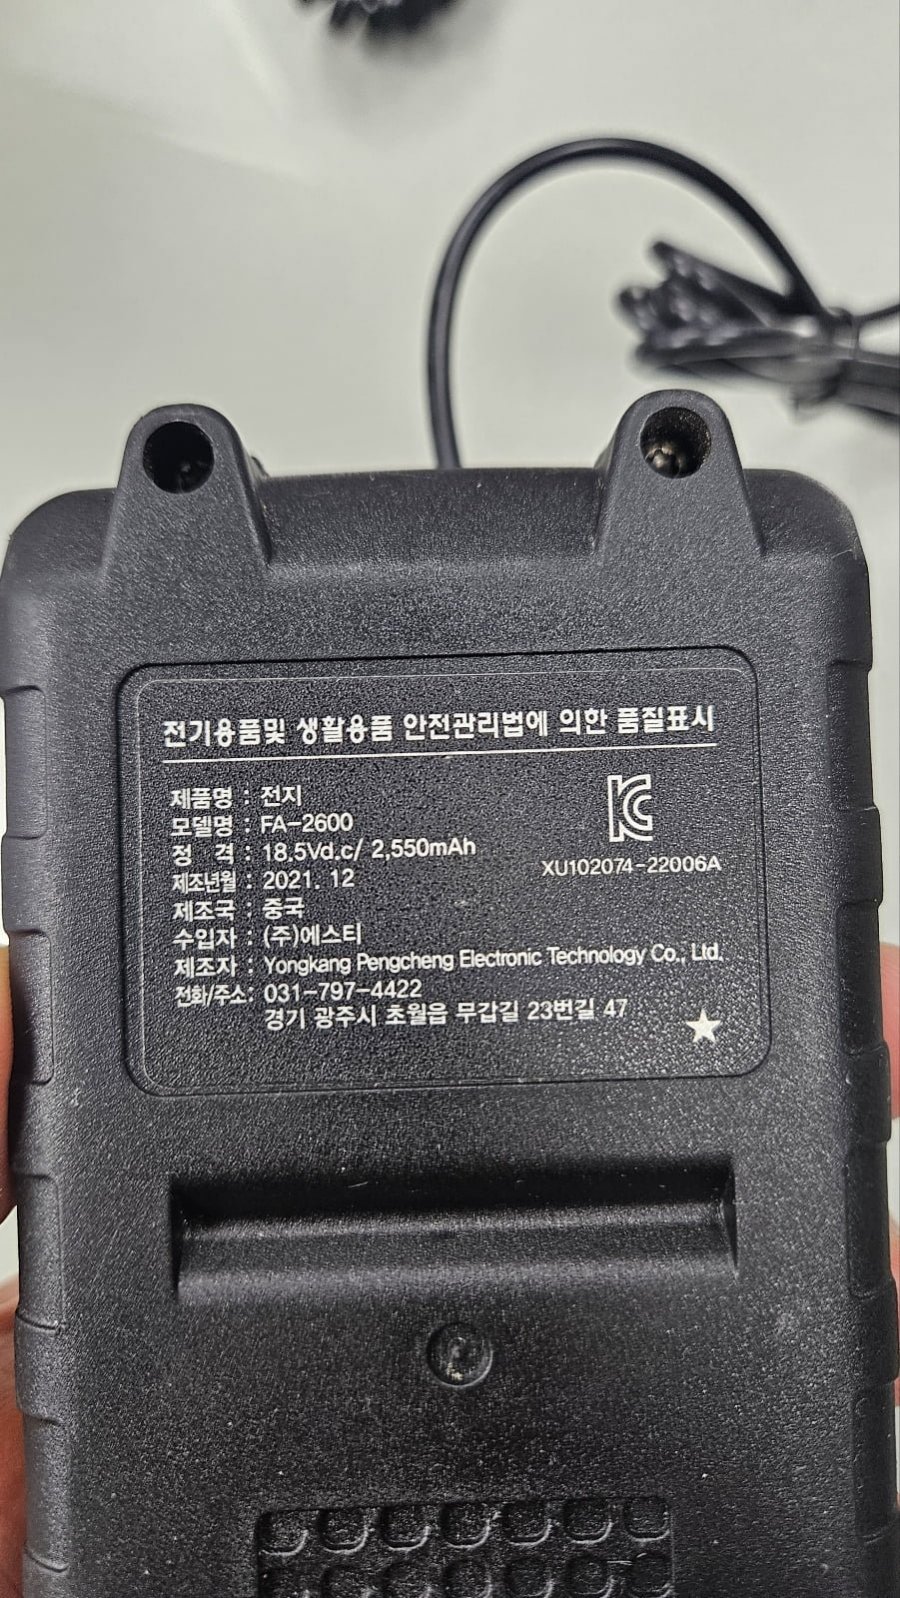 전기용품및 생활용품 안전관리법에 의한 품질표시
제품명 : 전지
모델명 : FA-2600
정 격 : 18.5Vd.c/ 2,550mAh
제조년월 : 2021. 12
제조국 : 중국
수입자 : (주)에스티
제조자 : Yongkang Pengcheng Electronic Technology Co., Ltd.
전화/주소: 031-797-4422
경기 광주시 초월읍 무갑길 23번길 47
KC
XU102074-22006A